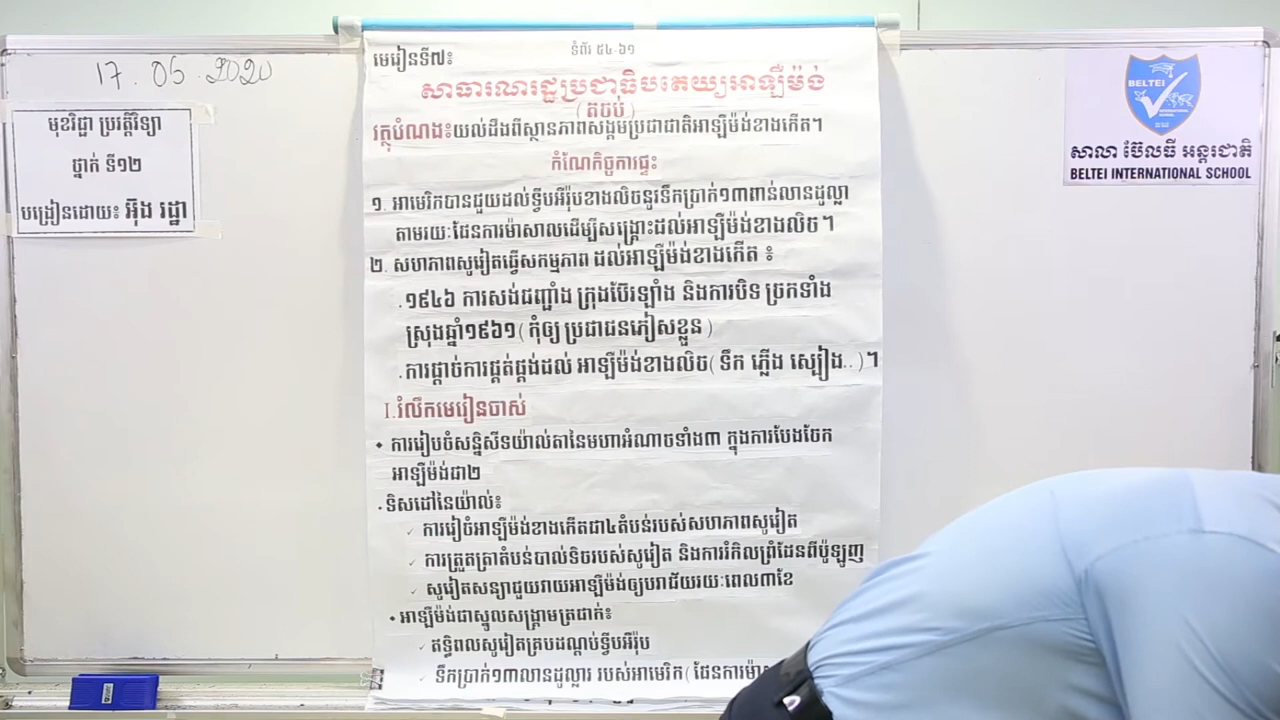 17.05.2020
មុខវិជ្ជា ប្រវត្តិវិទ្យា
ថ្នាក់ ទី១២
បង្រៀនដោយ៖ អ៊ុង រដ្ឋា
មេរៀនទី៧៖
ទំព័រ ៥៤-៦១
សាធារណរដ្ឋប្រជាធិបតេយ្យអាឡឺម៉ង់
(តចប់)
វត្ថុបំណង៖យល់ដឹងពីស្ថានភាពសង្គមប្រជាជាតិអាឡឺម៉ង់ខាងកើត។
កំណែកិច្ចការផ្ទះ
១. អាមេរិកបានជួយដល់ទ្វីបអឺរ៉ុបខាងលិចនូវទឹកប្រាក់១៣ពាន់លានដូល្លា
តាមរយៈផែនការម៉ាសាលដើម្បីសង្គ្រោះដល់អាឡឺម៉ង់ខាងលិច។
២. សហភាពសូវៀតធ្វើសកម្មភាព ដល់អាឡឺម៉ង់ខាងកើត ៖
.១៩៤៦ ការសង់ជញ្ជាំង ក្រុងប៊ែរឡាំង និងការបិទ ច្រកទាំង
ស្រុងឆ្នាំ១៩៦១(កុំឲ្យ ប្រជាជនភៀសខ្លួន)
.ការផ្តាច់ការផ្គត់ផ្គង់ដល់ អាឡឺម៉ង់ខាងលិច(ទឹក ភ្លើង ស្បៀង..)។
I.រំលឹកមេរៀនចាស់
• ការរៀបចំសន្និសីទយ៉ាល់តានៃមហាអំណាចទាំង៣ ក្នុងការបែងចែក
អាឡឺម៉ង់ជា២
.ទិសដៅនៃយ៉ាល់៖
✓ ការរៀចំអាឡឺម៉ង់ខាងកើតជា៤តំបន់របស់សហភាពសូវៀត
✓ ការត្រួតត្រាតំបន់បាល់ទិចរបស់សូវៀត និងការរំកិលព្រំដែនពីប៉ូឡូញ
✓ សូវៀតសន្យាជួយវាយអាឡឺម៉ង់ឲ្យបរាជ័យរយៈពេល៣ខែ
• អាឡឺម៉ង់ជាស្នូលសង្គ្រាមត្រជាក់៖
✓ ឥទ្ធិពលសូវៀតគ្របដណ្តប់ទ្វីបអឺរ៉ុប
✓ ទឹកប្រាក់១៣លានដូល្លារ របស់អាមេរិក(ផែនការម៉ា
BELTEI
INTERNATIONAL
SCHOOL
សាលា ប៊ែលធី អន្តរជាតិ
BELTEI INTERNATIONAL SCHOOL